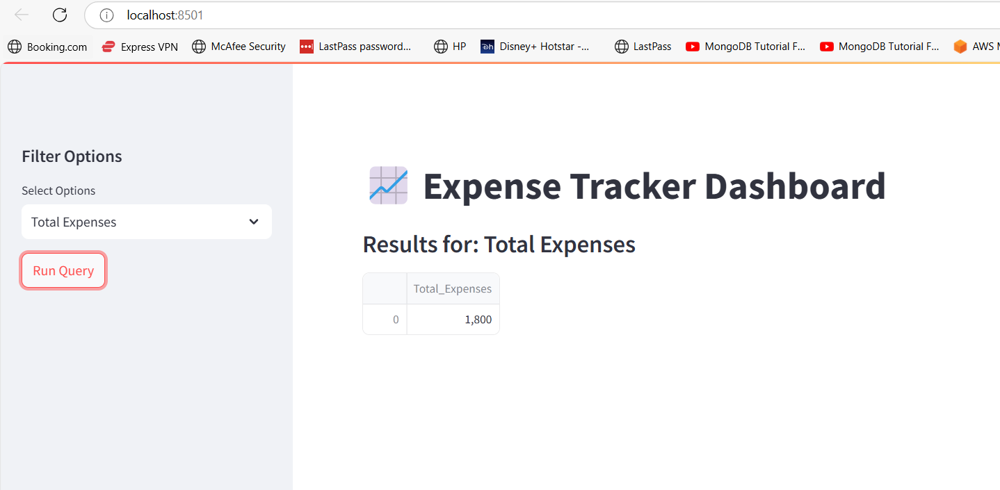 localhost:8501
Booking.com Express VPN McAfee Security LastPass password... HP Disney+ Hotstar -... LastPass MongoDB Tutorial F... MongoDB Tutorial F... AWS M
Filter Options
Select Options
Total Expenses
Run Query
Expense Tracker Dashboard
Results for: Total Expenses
Total_Expenses
0 1,800